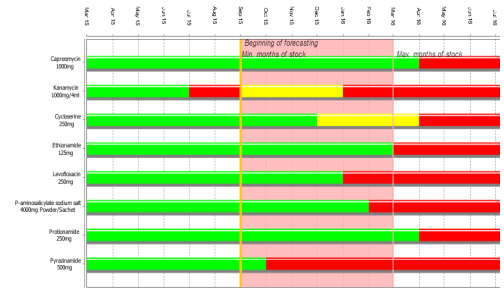 Mar 15 Apr 15 May 15 Jun 15 Jul 15 Aug 15 Sep 15 Oct 15 Nov 15 Dec 15 Jan 16 Feb 16 Mar 16 Apr 16 May 16 Jun 16 Jul 16
Beginning of forecasting
Min. months of stock
Max. months of stock
Capreomycin
1000mg
Kanamycin
1000mg/4ml
Cycloserine
250mg
Ethionamide
125mg
Levofloxacin
250mg
P-aminosalicylate sodium salt
4000mg Powder/Sachet
Protionamide
250mg
Pyrazinamide
500mg